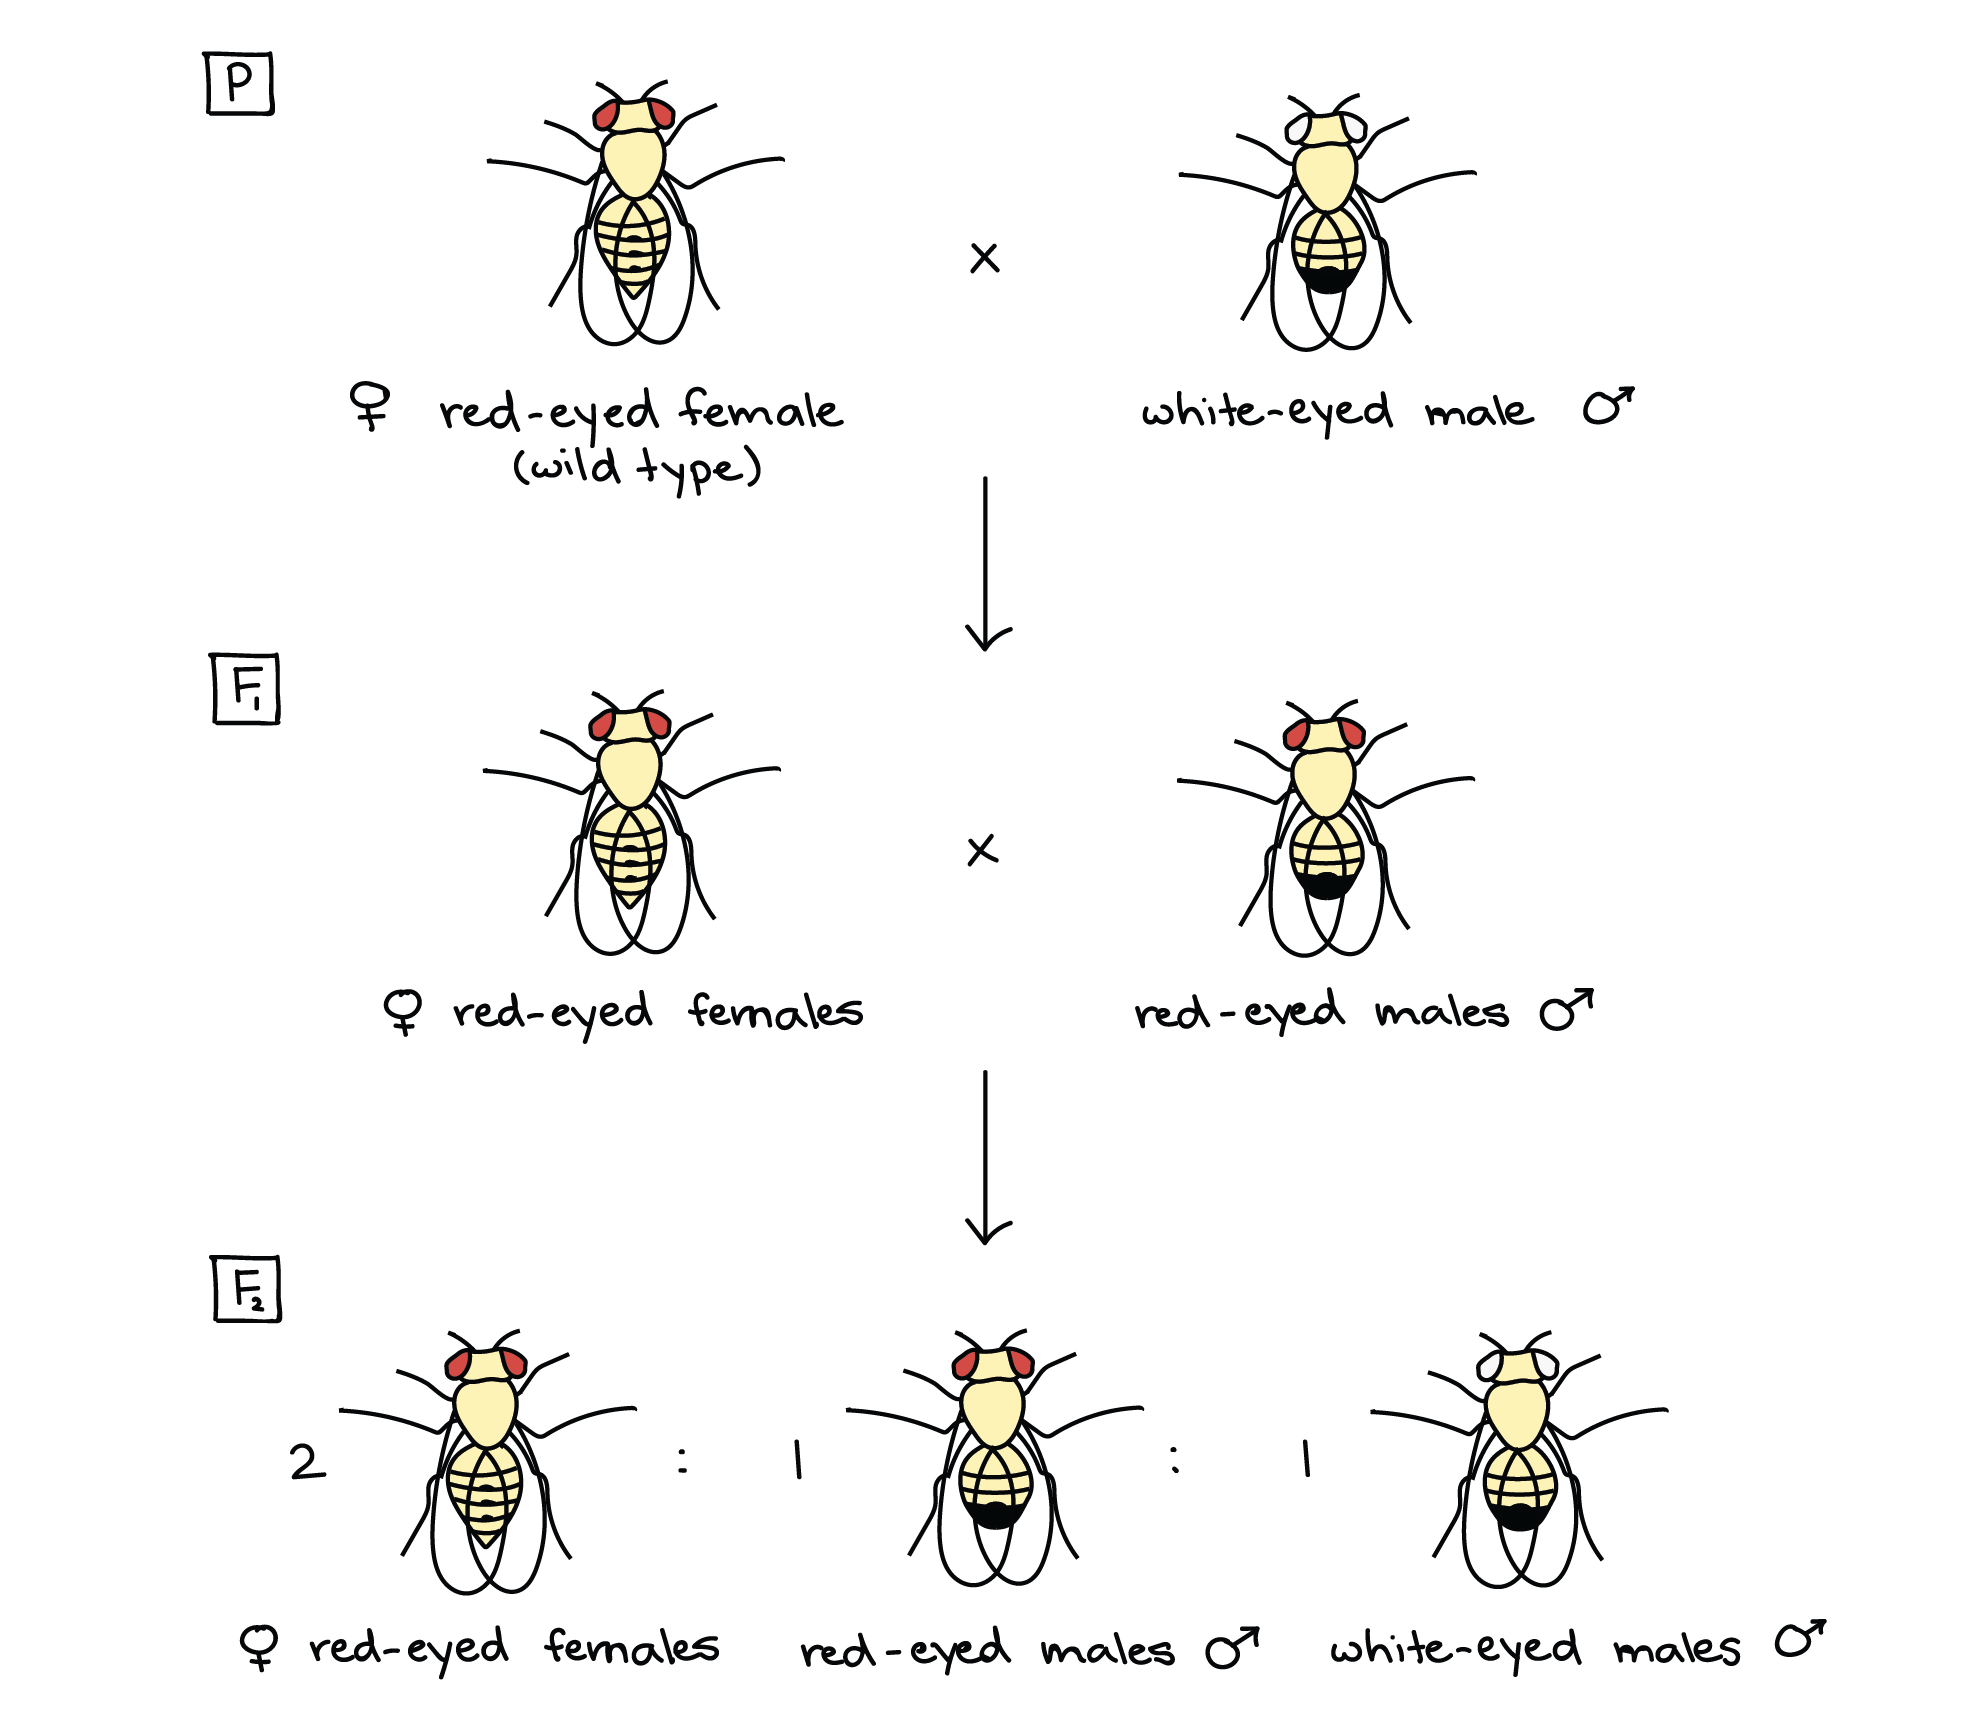 P
×
♀ red-eyed female
(wild type)
white-eyed male ♂
F₁
×
♀ red-eyed females
red-eyed males ♂
F₂
2 : 1 : 1
♀ red-eyed females
red-eyed males ♂
white-eyed males ♂